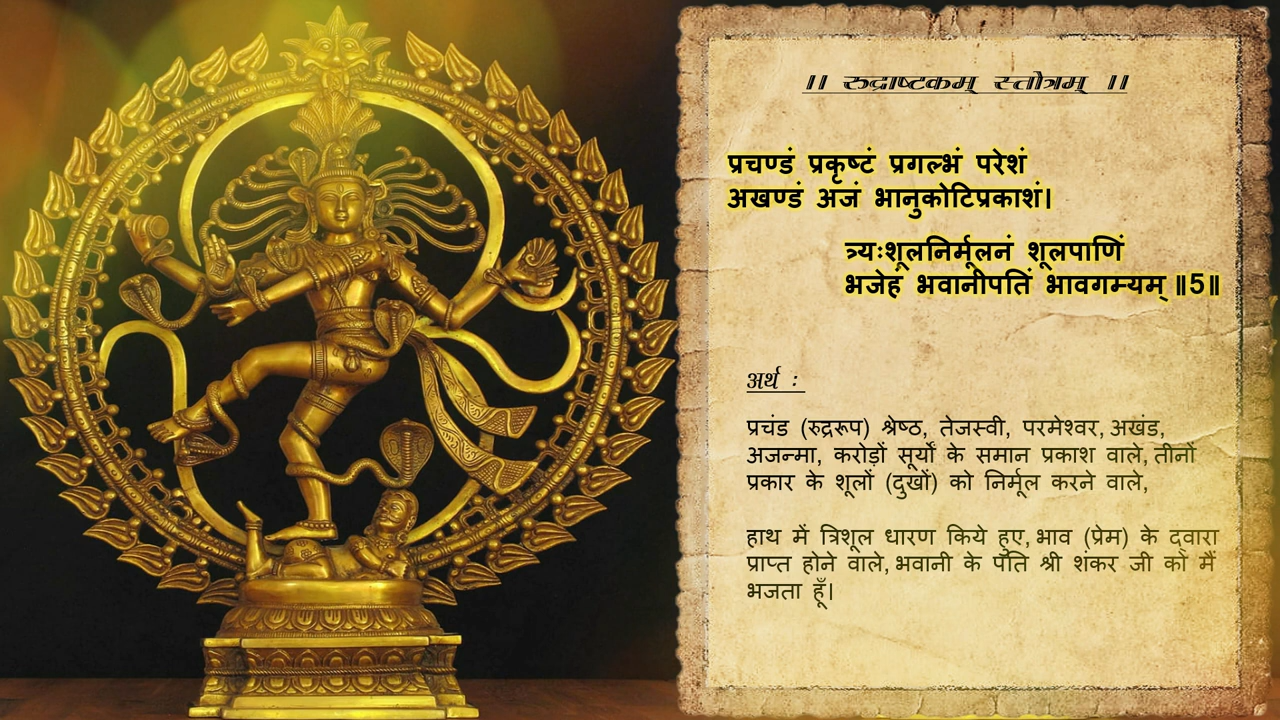 ॥ रुद्राष्टकम् स्तोत्रम् ॥
प्रचण्डं प्रकृष्टं प्रगल्भं परेशं
अखण्डं अजं भानुकोटिप्रकाशं।
त्र्यःशूलनिर्मूलनं शूलपाणिं
भजेहं भवानीपतिं भावगम्यम् ॥5॥
अर्थ :
प्रचंड (रुद्ररूप) श्रेष्ठ, तेजस्वी, परमेश्वर, अखंड,
अजन्मा, करोड़ों सूर्यों के समान प्रकाश वाले, तीनों
प्रकार के शूलों (दुखों) को निर्मूल करने वाले,
हाथ में त्रिशूल धारण किये हुए, भाव (प्रेम) के द्वारा
प्राप्त होने वाले, भवानी के पति श्री शंकर जी को मैं
भजता हूँ।